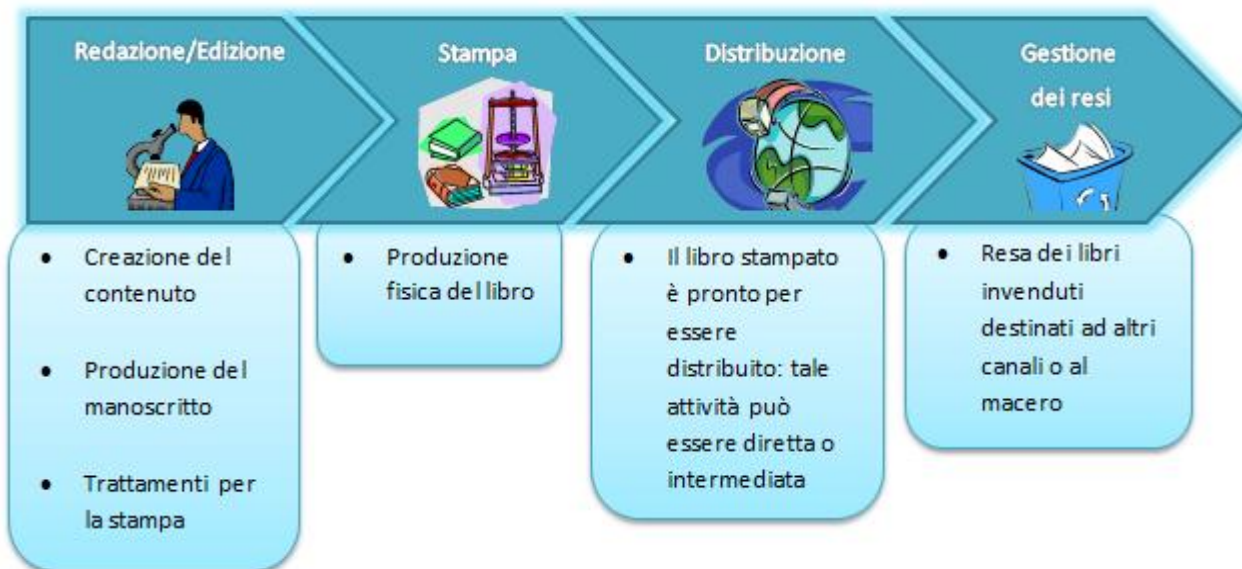 Redazione/Edizione
Stampa
Distribuzione
Gestione
dei resi
• Creazione del
contenuto
• Produzione del
manoscritto
• Trattamenti per
la stampa
• Produzione
fisica del libro
• Il libro stampato
è pronto per
essere
distribuito: tale
attività può
essere diretta o
intermediata
• Resa dei libri
invenduti
destinati ad altri
canali o al
macero